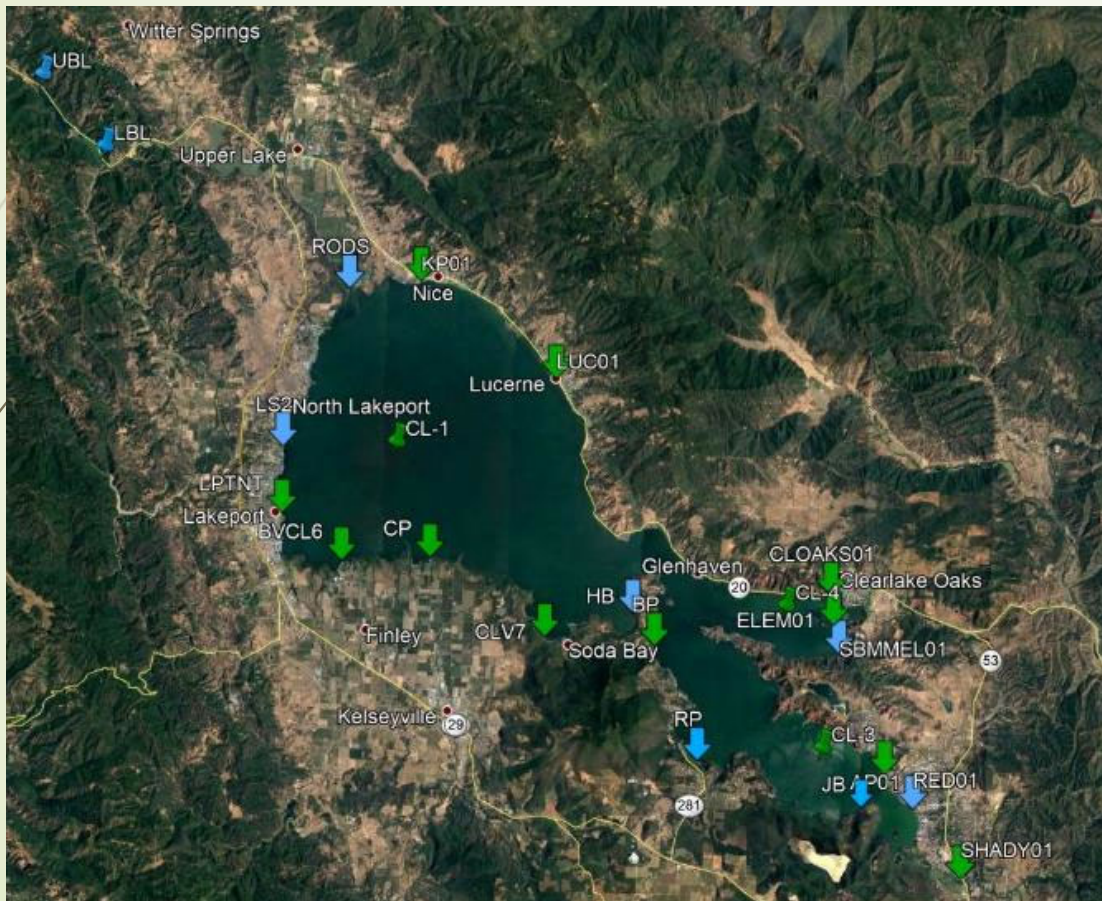 Witter Springs
UBL
LBL
Upper Lake
RODS
KP01
Nice
LUC01
Lucerne
LS2
North Lakeport
CL-1
LPTNT
Lakeport
BVCL6
CP
CLOAKS01
Glenhaven
Clearlake Oaks
20
CL-4
HB
BP
ELEM01
Finley
CLV7
Soda Bay
SBMMEL01
53
Kelseyville
29
RP
CL-3
JB
AP01
RED01
281
SHADY01